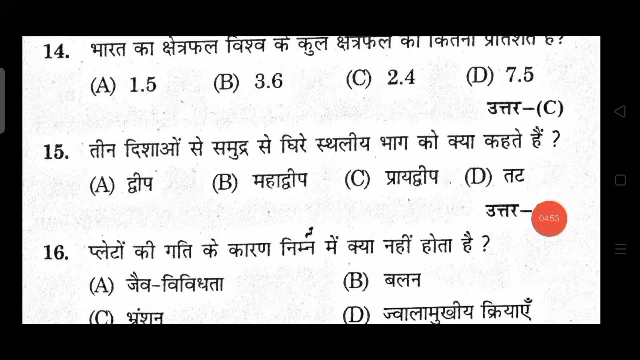 14. भारत का क्षेत्रफल विश्व के कुल क्षेत्रफल का कितना प्रतिशत है?
(A) 1.5 (B) 3.6 (C) 2.4 (D) 7.5
उत्तर–(C)
15. तीन दिशाओं से समुद्र से घिरे स्थलीय भाग को क्या कहते हैं ?
(A) द्वीप (B) महाद्वीप (C) प्रायद्वीप (D) तट
उत्तर–
0453
16. प्लेटों की गति के कारण निम्न में क्या नहीं होता है ?
(A) जैव-विविधता (B) बलन
(C) भ्रंशन (D) ज्वालामुखीय क्रियाएँ